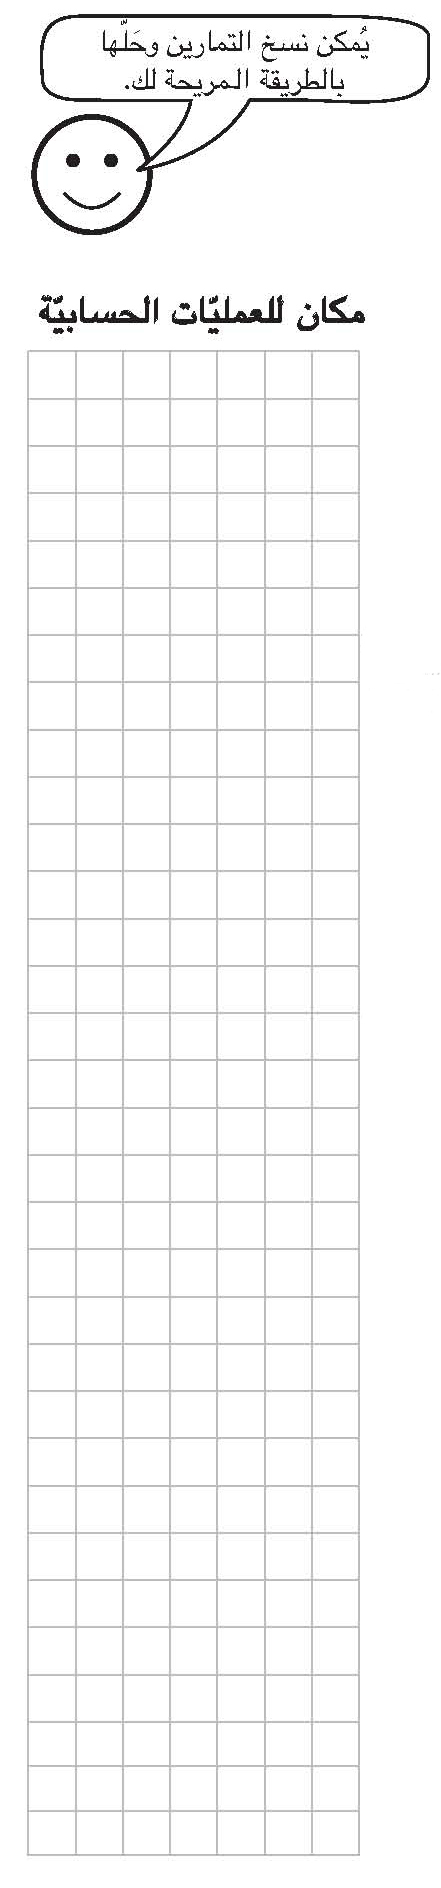 يُمكن نسخ التمارين وحَلّها
بالطريقة المريحة لك.
مكان للعمليّات الحسابيّة